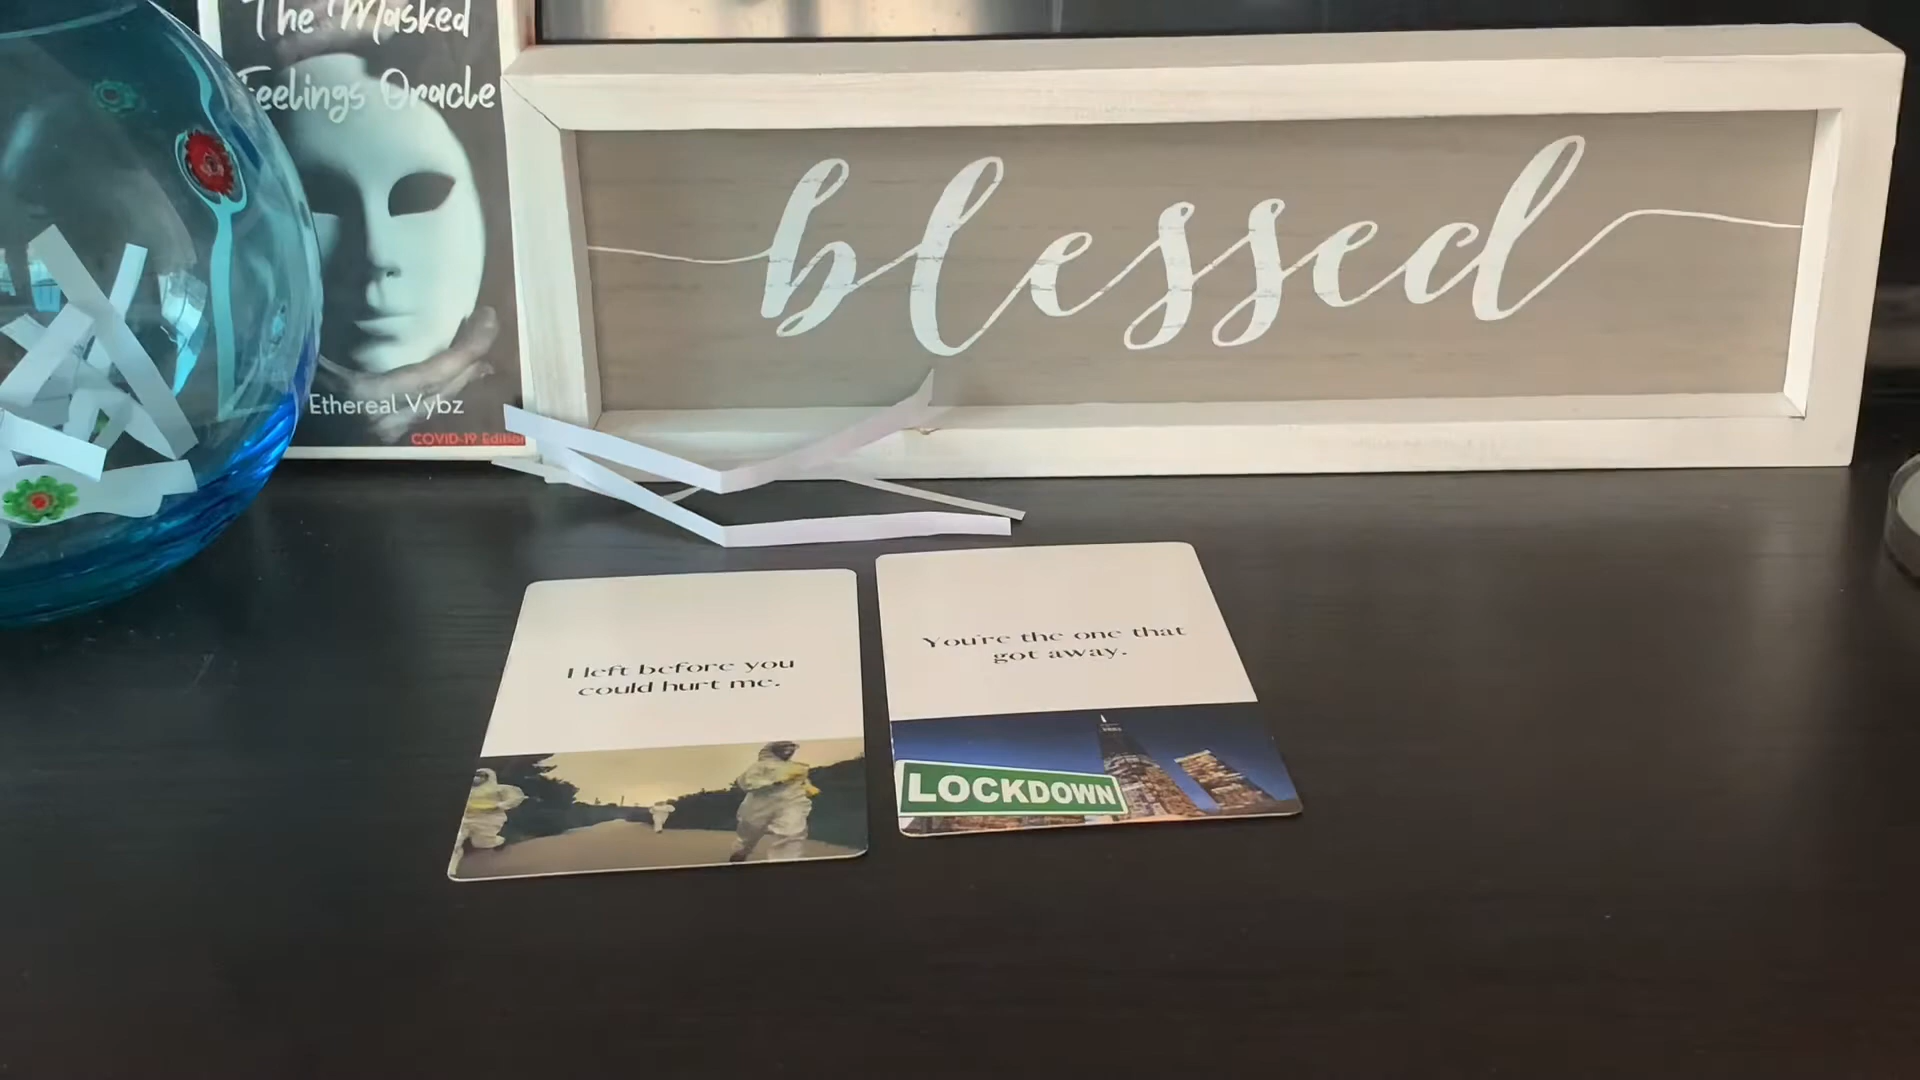 The Masked
Feelings Oracle
Ethereal Vybz
COVID-19 Edition
blessed
I left before you
could hurt me.
You're the one that
got away.
LOCKDOWN